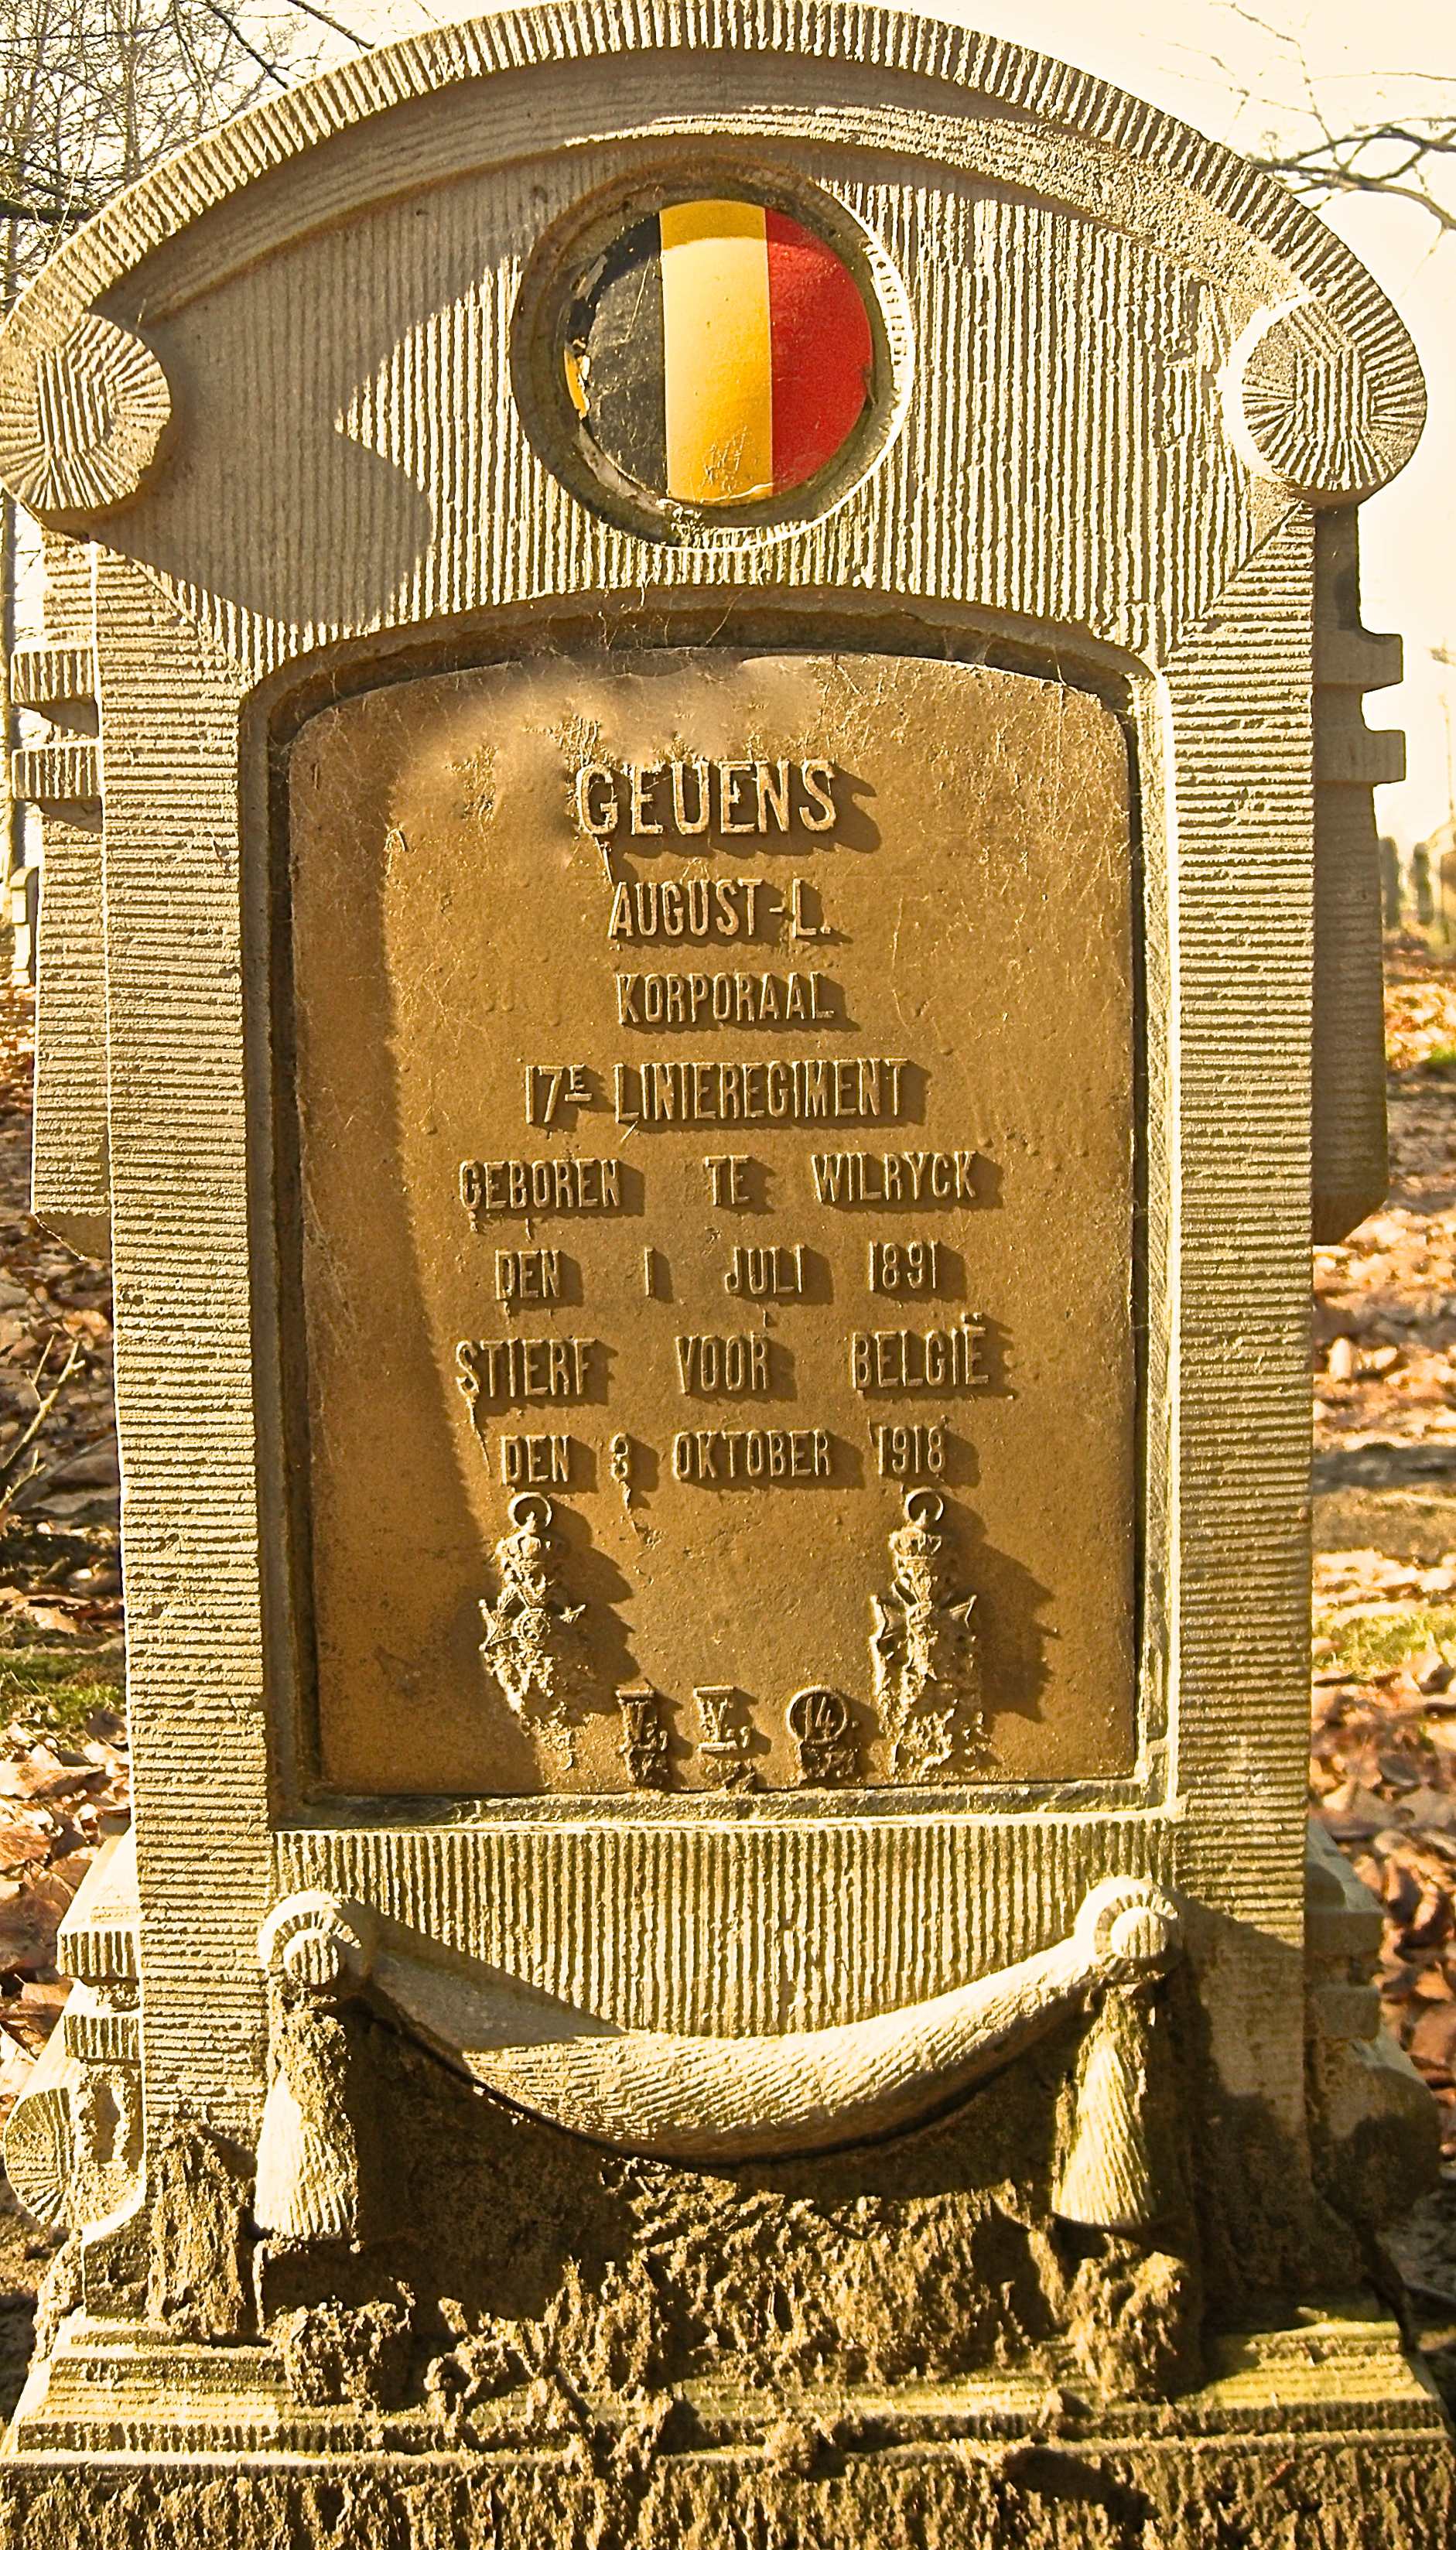 GEUENS
AUGUST-L.
KORPORAAL
17E LINIEREGIMENT
GEBOREN TE WILRYCK
DEN 1 JULI 1891
STIERF VOOR BELGIË
DEN 3 OKTOBER 1918